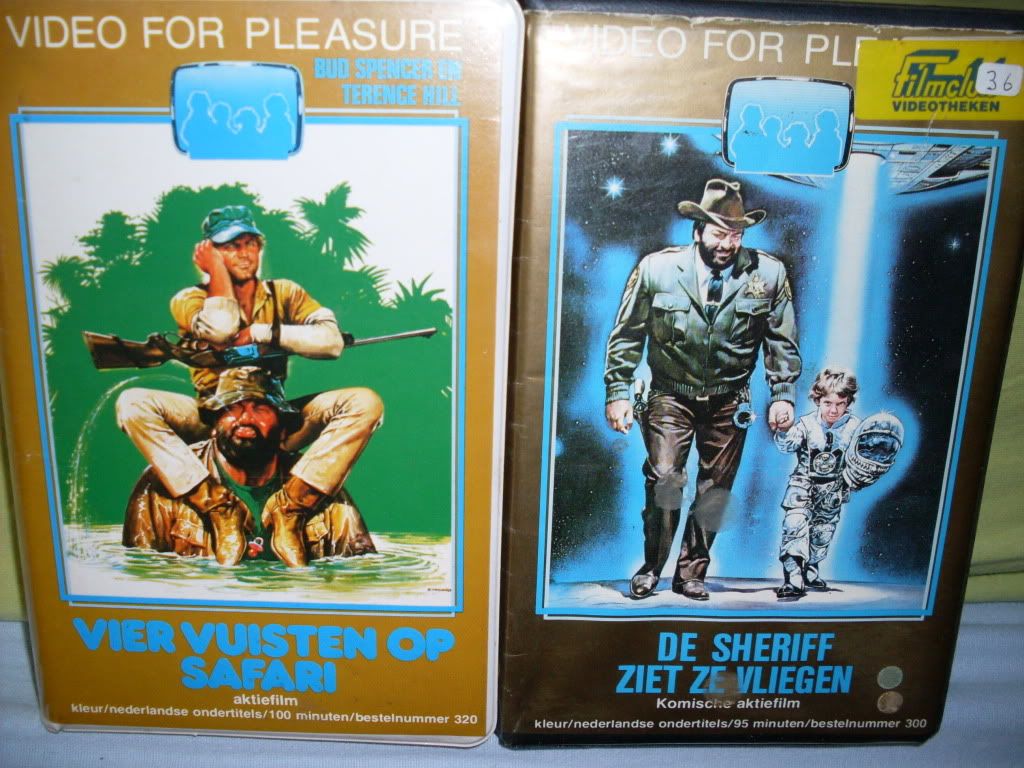 VIDEO FOR PLEASURE
BUD SPENCER EN
TERENCE HILL
VIER VUISTEN OP
SAFARI
aktiefilm
kleur/nederlandse ondertitels/100 minuten/bestelnummer 320
VIDEO FOR PLE
36
VIDEOTHEKEN
DE SHERIFF
ZIET ZE VLIEGEN
Komische aktiefilm
kleur/nederlandse ondertitels/95 minuten/bestelnummer 300